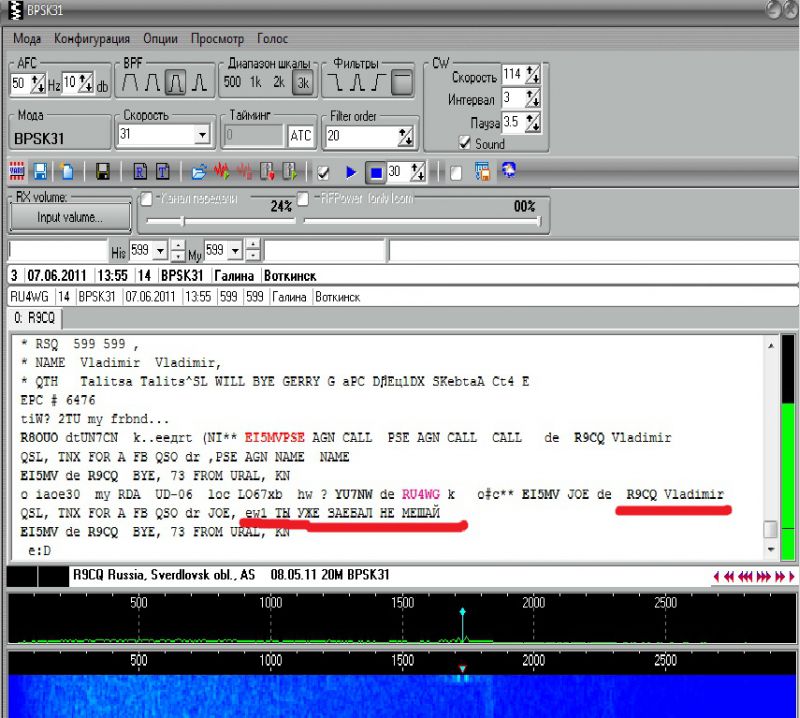 BPSK31
Мода Конфигурация Опции Просмотр Голос
AFC BPF Диапазон шкалы Фильтры CW
50 Hz 10 db 500 1k 2k 3k Скорость 114
Интервал 3
Мода Скорость Тайминг Filter order Пауза 3.5
BPSK31 31 0 ATC 20 Sound
30
RX volume: Канал передачи 24% RFPower (only Icom) 00%
Input valume...
His 599 My 599
3 07.06.2011 13:55 14 BPSK31 Галина Воткинск
RU4WG 14 BPSK31 07.06.2011 13:55 599 599 Галина Воткинск
0: R9CQ
* RSQ 599 599 ,
* NAME Vladimir Vladimir,
* QTH Talitsa Talits^SL WILL BYE GERRY G aPC DƒЕцlDX SKebtaA Ct4 E
EPC # 6476
tiW? 2TU my frbnd...
R8OUO dtUN7CN k..eeдrt (NI** EI5MVPSE AGN CALL PSE AGN CALL CALL de R9CQ Vladimir
QSL, TNX FOR A FB QSO dr ,PSE AGN NAME NAME
EI5MV de R9CQ BYE, 73 FROM URAL, KN
o iaoe30 my RDA UD-06 loc LO67xb hw ? YU7NW de RU4WG k o‡c** EI5MV JOE de R9CQ Vladimir
QSL, TNX FOR A FB QSO dr JOE, ew1 ТЫ УЖЕ ЗАЕБАЛ НЕ МЕШАЙ
EI5MV de R9CQ BYE, 73 FROM URAL, KN
e:D
R9CQ Russia, Sverdlovsk obl., AS 08.05.11 20M BPSK31
500 1000 1500 2000 2500
500 1000 1500 2000 2500